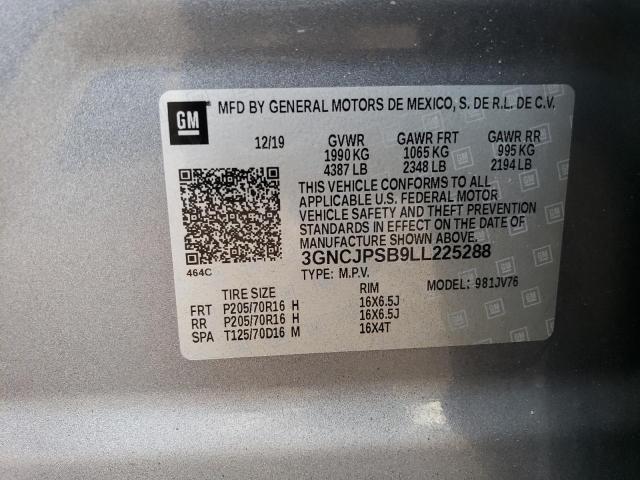 GM
MFD BY GENERAL MOTORS DE MEXICO, S. DE R.L. DE C.V.
12/19 GVWR GAWR FRT GAWR RR
1990 KG 1065 KG 995 KG
4387 LB 2348 LB 2194 LB
THIS VEHICLE CONFORMS TO ALL
APPLICABLE U.S. FEDERAL MOTOR
VEHICLE SAFETY AND THEFT PREVENTION
STANDARDS IN EFFECT ON THE DATE OF
MANUFACTURE SHOWN ABOVE.
3GNCJPSB9LL225288
464C
TYPE: M.P.V.
MODEL: 981JV76
TIRE SIZE RIM
FRT P205/70R16 H 16X6.5J
RR P205/70R16 H 16X6.5J
SPA T125/70D16 M 16X4T